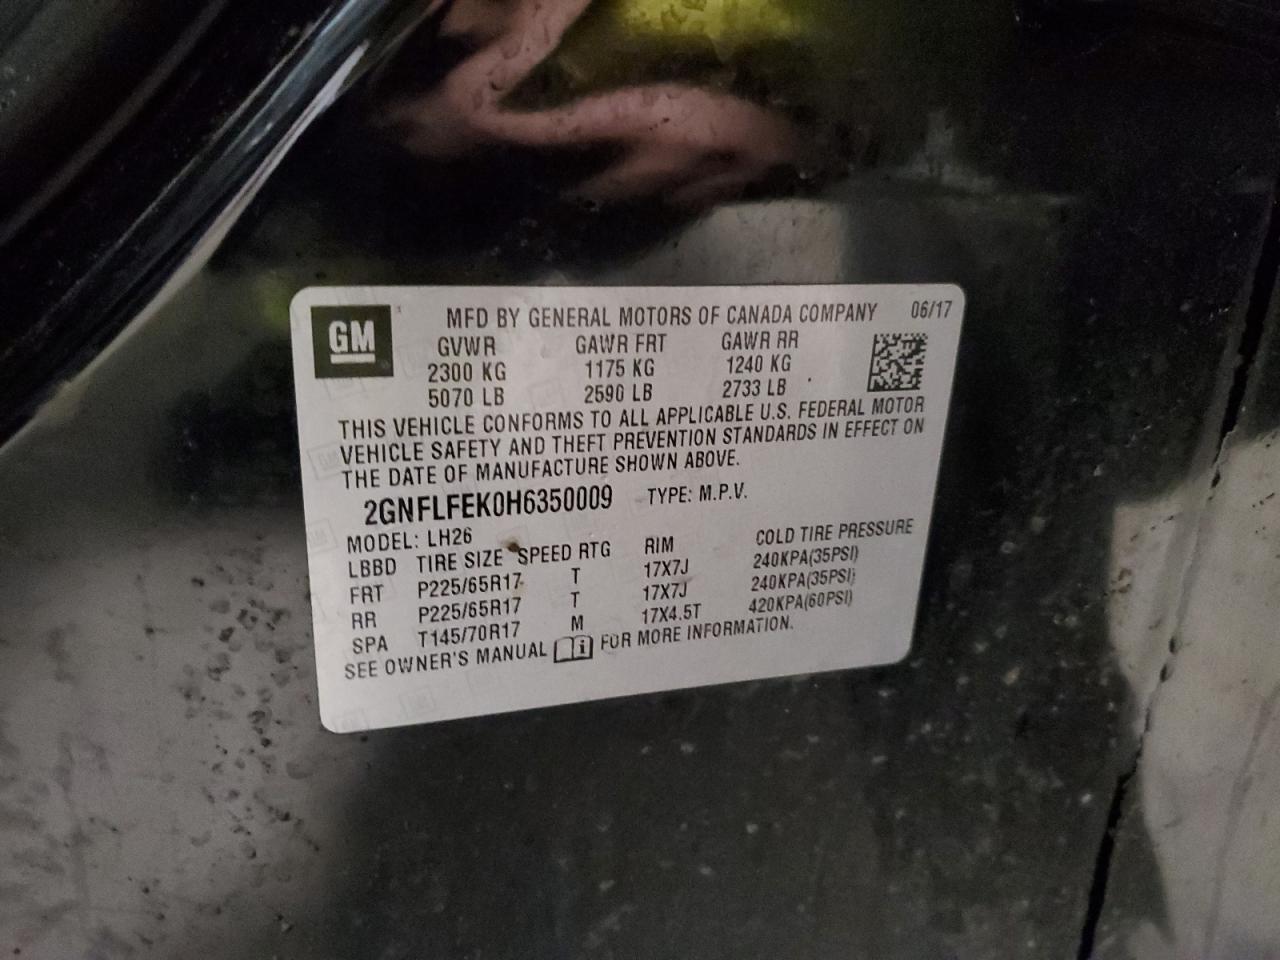 GM
MFD BY GENERAL MOTORS OF CANADA COMPANY 06/17
GVWR GAWR FRT GAWR RR
2300 KG 1175 KG 1240 KG
5070 LB 2590 LB 2733 LB
THIS VEHICLE CONFORMS TO ALL APPLICABLE U.S. FEDERAL MOTOR
VEHICLE SAFETY AND THEFT PREVENTION STANDARDS IN EFFECT ON
THE DATE OF MANUFACTURE SHOWN ABOVE.
2GNFLFEK0H6350009 TYPE: M.P.V.
MODEL: LH26
LBBD TIRE SIZE SPEED RTG RIM COLD TIRE PRESSURE
FRT P225/65R17 T 17X7J 240KPA(35PSI)
RR P225/65R17 T 17X7J 240KPA(35PSI)
SPA T145/70R17 M 17X4.5T 420KPA(60PSI)
SEE OWNER'S MANUAL i FOR MORE INFORMATION.